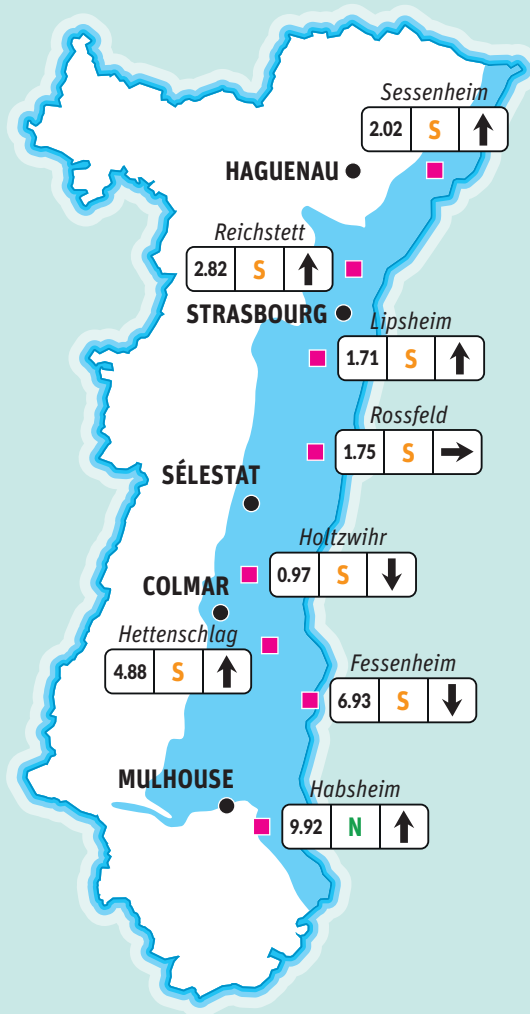 Sessenheim
2.02 S ↑
HAGUENAU
Reichstett
2.82 S ↑
STRASBOURG
Lipsheim
1.71 S ↑
Rossfeld
1.75 S →
SÉLESTAT
Holtzwihr
0.97 S ↓
COLMAR
Hettenschlag
4.88 S ↑
Fessenheim
6.93 S ↓
MULHOUSE
Habsheim
9.92 N ↑